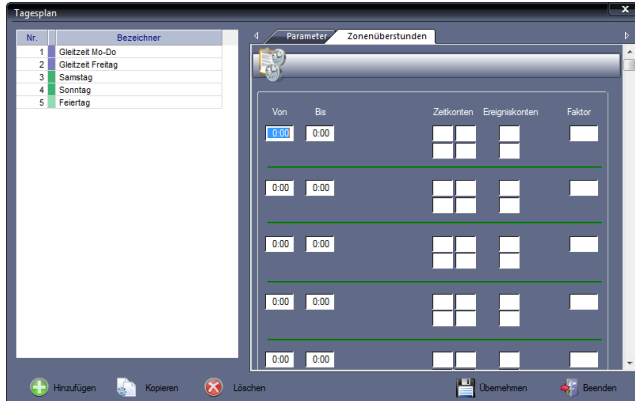 Tagesplan
x
Nr. Bezeichner
1 Gleitzeit Mo-Do
2 Gleitzeit Freitag
3 Samstag
4 Sonntag
5 Feiertag
Parameter Zonenüberstunden
Von Bis Zeitkonten Ereigniskonten Faktor
0:00 0:00
0:00 0:00
0:00 0:00
0:00 0:00
0:00 0:00
Hinzufügen Kopieren Löschen Übernehmen Beenden